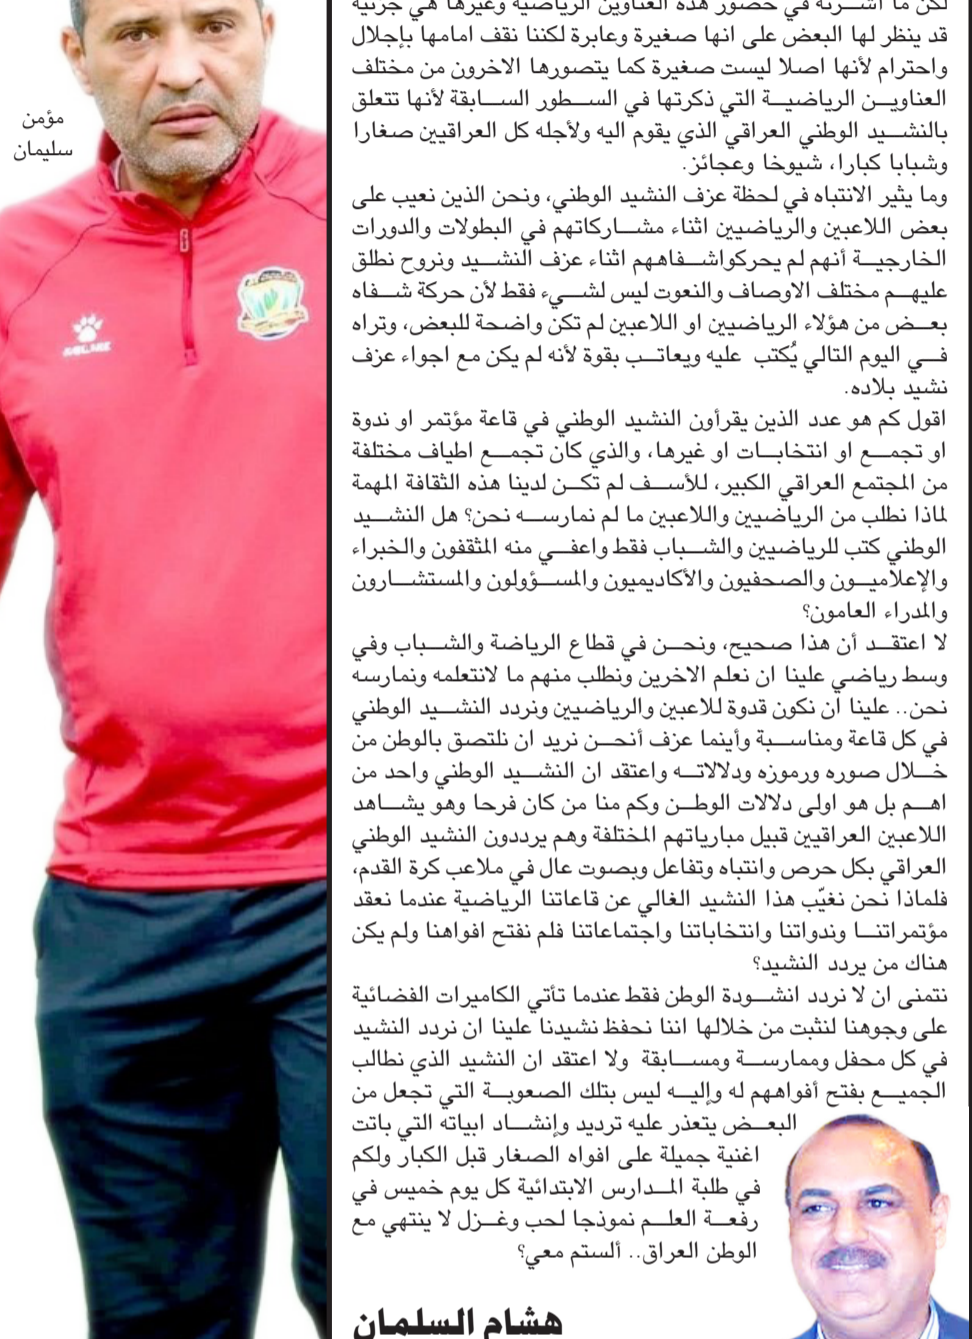 لكن ما اشرنه في حضور هذه العناوين الرياضية وغيرها هي جزئية
قد ينظر لها البعض على انها صغيرة وعابرة لكننا نقف امامها بإجلال
واحترام لأنها اصلا ليست صغيرة كما يتصورها الاخرون من مختلف
العناوين الرياضية التي ذكرتها في السطور السابقة لأنها تتعلق
بالنشيد الوطني العراقي الذي يقوم اليه ولأجله كل العراقيين صغارا
وشبابا كبارا، شيوخا وعجائز.
وما يثير الانتباه في لحظة عزف النشيد الوطني، ونحن الذين نعيب على
بعض اللاعبين والرياضيين اثناء مشاركاتهم في البطولات والدورات
الخارجية أنهم لم يحركواشفاههم اثناء عزف النشيد ونروح نطلق
عليهم مختلف الاوصاف والنعوت ليس لشيء فقط لأن حركة شفاه
بعض من هؤلاء الرياضيين او اللاعبين لم تكن واضحة للبعض، وتراه
في اليوم التالي يُكتب عليه ويعاتب بقوة لأنه لم يكن مع اجواء عزف
نشيد بلاده.
اقول كم هو عدد الذين يقرأون النشيد الوطني في قاعة مؤتمر او ندوة
او تجمع او انتخابات او غيرها، والذي كان تجمع اطياف مختلفة
من المجتمع العراقي الكبير، للأسف لم تكن لدينا هذه الثقافة المهمة
لماذا نطلب من الرياضيين واللاعبين ما لم نمارسه نحن؟ هل النشيد
الوطني كتب للرياضيين والشباب فقط واعفي منه المثقفون والخبراء
والإعلاميون والصحفيون والأكاديميون والمسؤولون والمستشارون
والمدراء العامون؟
لا اعتقد أن هذا صحيح، ونحن في قطاع الرياضة والشباب وفي
وسط رياضي علينا ان نعلم الاخرين ونطلب منهم ما لانتعلمه ونمارسه
نحن.. علينا ان نكون قدوة للاعبين والرياضيين ونردد النشيد الوطني
في كل قاعة ومناسبة وأينما عزف أنحن نريد ان نلتصق بالوطن من
خلال صوره ورموزه ودلالاته واعتقد ان النشيد الوطني واحد من
اهم بل هو اولى دلالات الوطن وكم منا من كان فرحا وهو يشاهد
اللاعبين العراقيين قبيل مبارياتهم المختلفة وهم يرددون النشيد الوطني
العراقي بكل حرص وانتباه وتفاعل وبصوت عال في ملاعب كرة القدم،
فلماذا نحن نغيّب هذا النشيد الغالي عن قاعاتنا الرياضية عندما نعقد
مؤتمراتنا وندواتنا وانتخاباتنا واجتماعاتنا فلم نفتح افواهنا ولم يكن
هناك من يردد النشيد؟
نتمنى ان لا نردد انشودة الوطن فقط عندما تأتي الكاميرات الفضائية
على وجوهنا لنثبت من خلالها اننا نحفظ نشيدنا علينا ان نردد النشيد
في كل محفل وممارسة ومسابقة ولا اعتقد ان النشيد الذي نطالب
الجميع بفتح أفواههم له وإليه ليس بتلك الصعوبة التي تجعل من
البعض يتعذر عليه ترديد وإنشاد ابياته التي باتت
اغنية جميلة على افواه الصغار قبل الكبار ولكم
في طلبة المدارس الابتدائية كل يوم خميس في
رفعة العلم نموذجا لحب وغزل لا ينتهي مع
الوطن العراق.. ألستم معي؟
هشام السلمان
مؤمن
سليمان